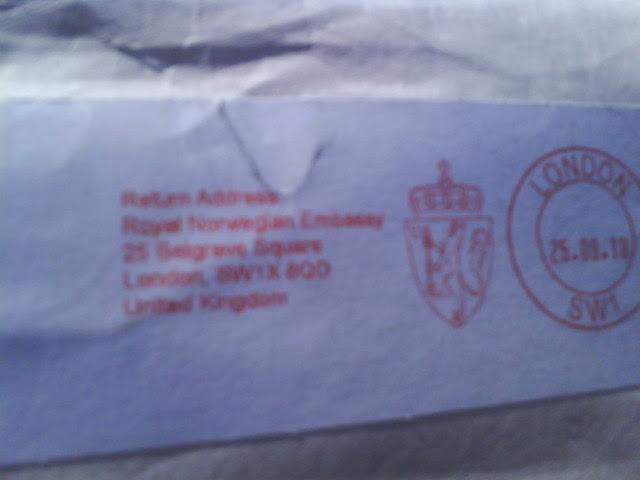 Return Address
Royal Norwegian Embassy
25 Belgrave Square
London, SW1X 8QD
United Kingdom
LONDON
SW1